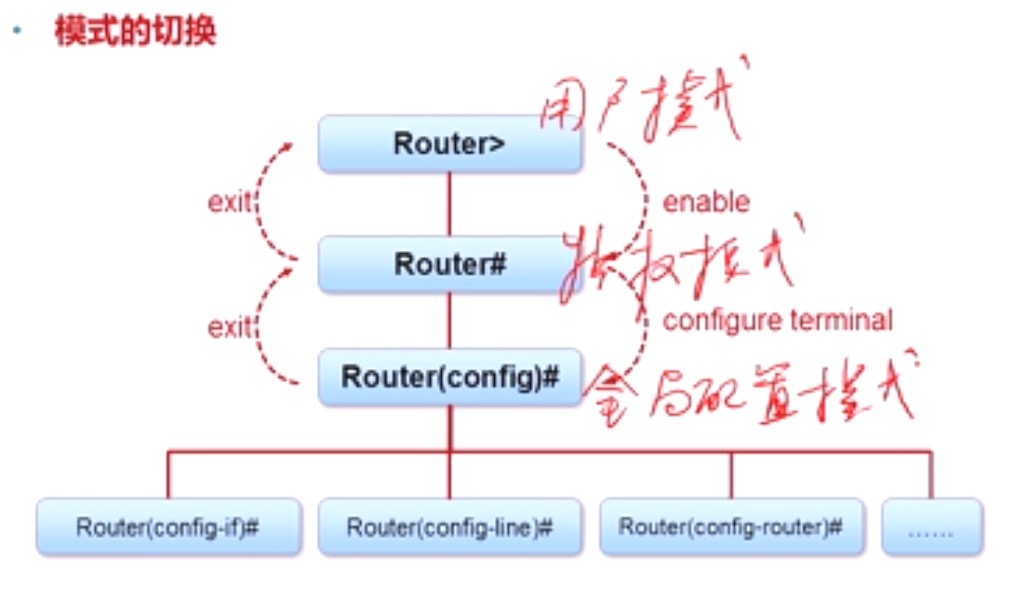 模式的切换
用户模式
Router>
exit
enable
Router#
特权模式
exit
configure terminal
Router(config)#
全局配置模式
Router(config-if)#
Router(config-line)#
Router(config-router)#
......